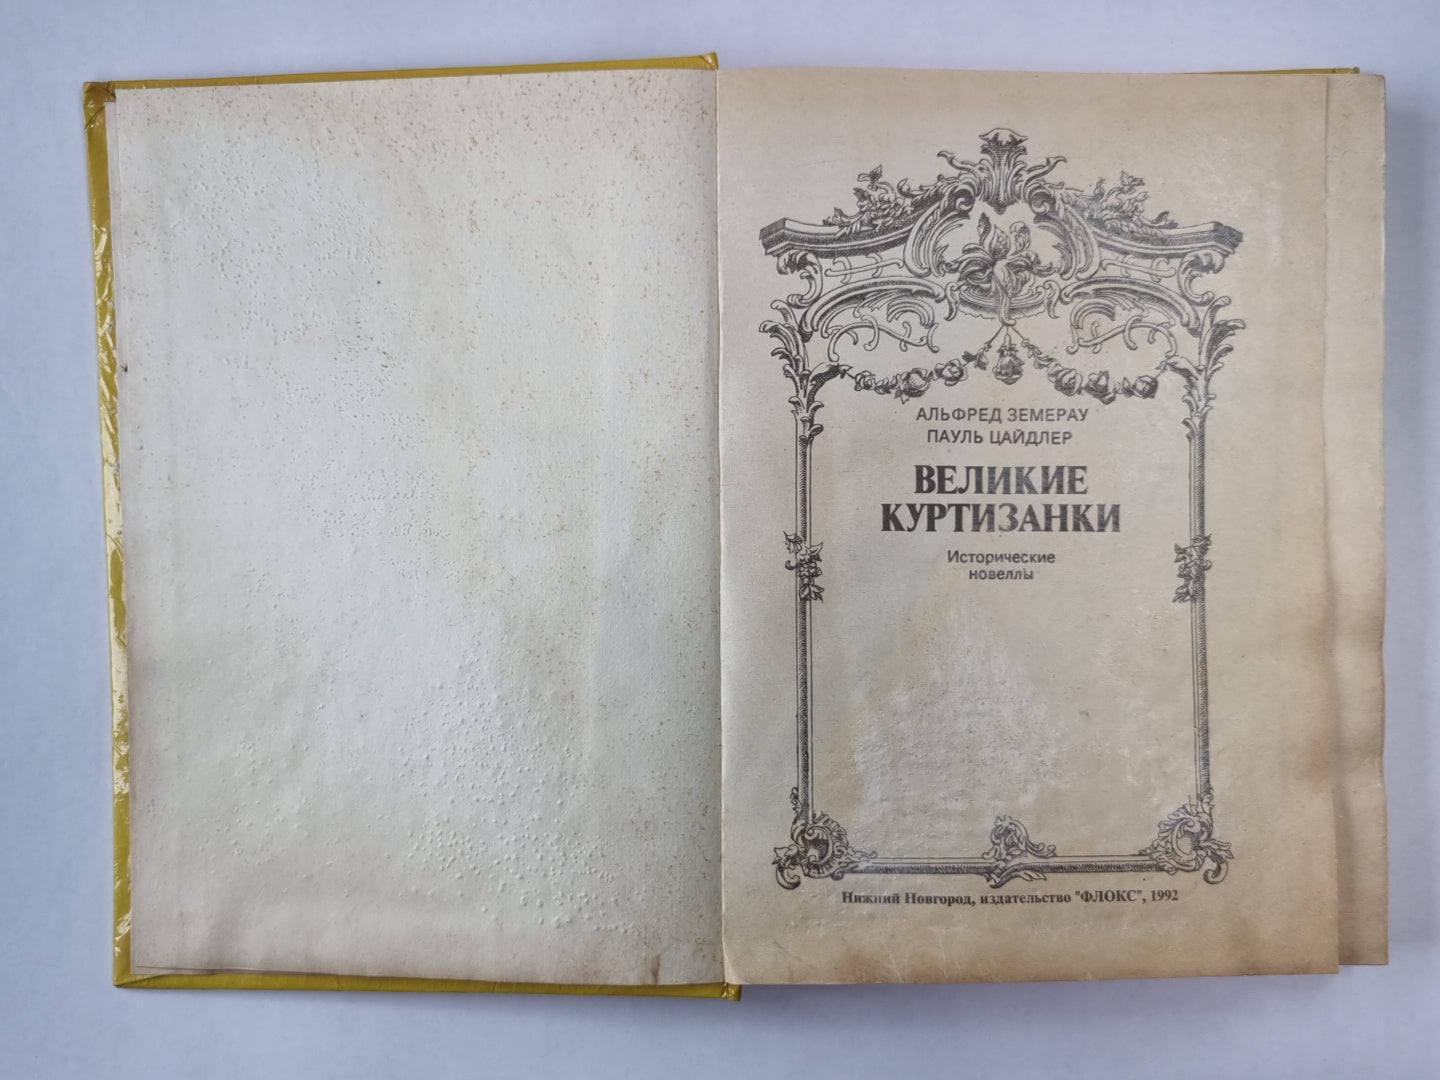 АЛЬФРЕД ЗЕМЕРАУ
ПАУЛЬ ЦАЙДЛЕР
ВЕЛИКИЕ
КУРТИЗАНКИ
Исторические
новеллы
Нижний Новгород, издательство "ФЛОКС", 1992